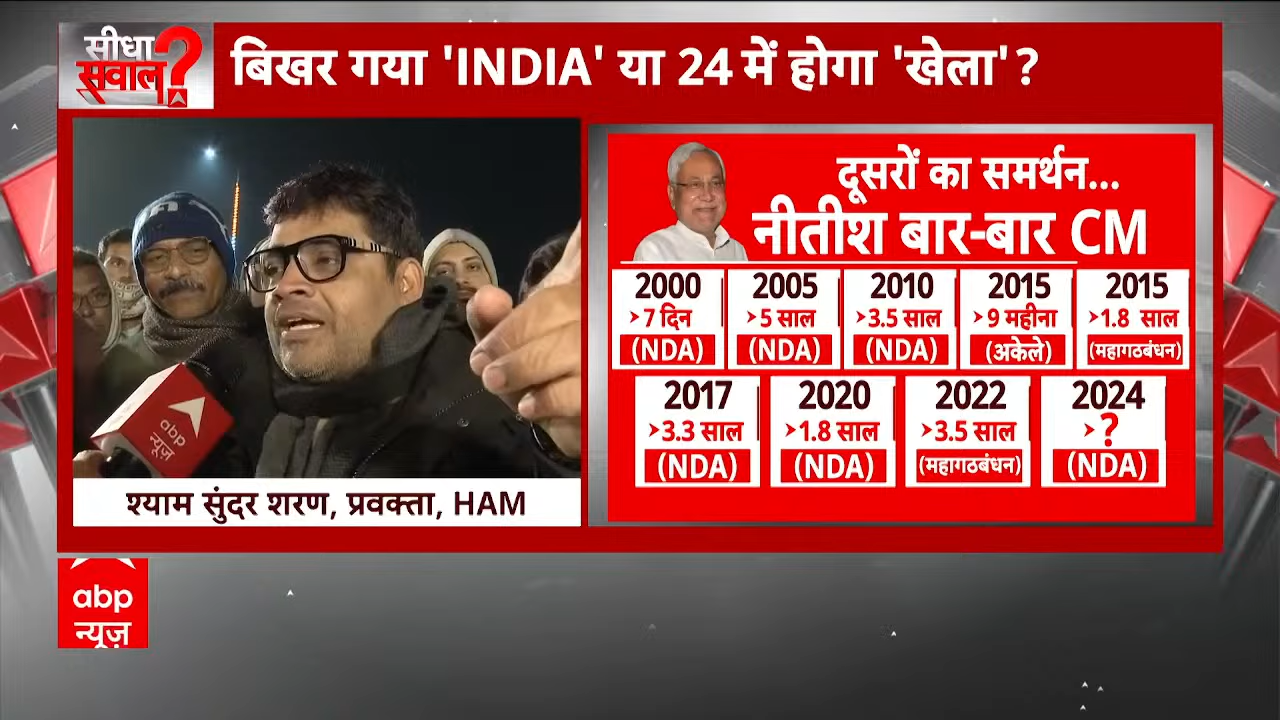 सीधा
सवाल?
बिखर गया 'INDIA' या 24 में होगा 'खेला'?
abp
न्यूज़
श्याम सुंदर शरण, प्रवक्ता, HAM
दूसरों का समर्थन...
नीतीश बार-बार CM
2000
7 दिन
(NDA)
2005
5 साल
(NDA)
2010
3.5 साल
(NDA)
2015
9 महीना
(अकेले)
2015
1.8 साल
(महागठबंधन)
2017
3.3 साल
(NDA)
2020
1.8 साल
(NDA)
2022
3.5 साल
(महागठबंधन)
2024
?
(NDA)
abp
न्यूज़